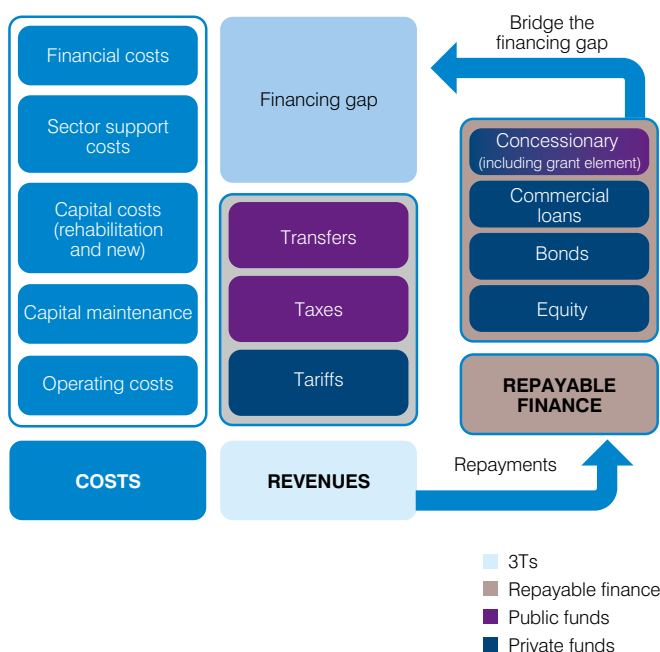 Financial costs
Sector support
costs
Capital costs
(rehabilitation
and new)
Capital maintenance
Operating costs
COSTS
Financing gap
Transfers
Taxes
Tariffs
REVENUES
Bridge the
financing gap
Concessionary
(including grant element)
Commercial
loans
Bonds
Equity
REPAYABLE
FINANCE
Repayments
3Ts
Repayable finance
Public funds
Private funds